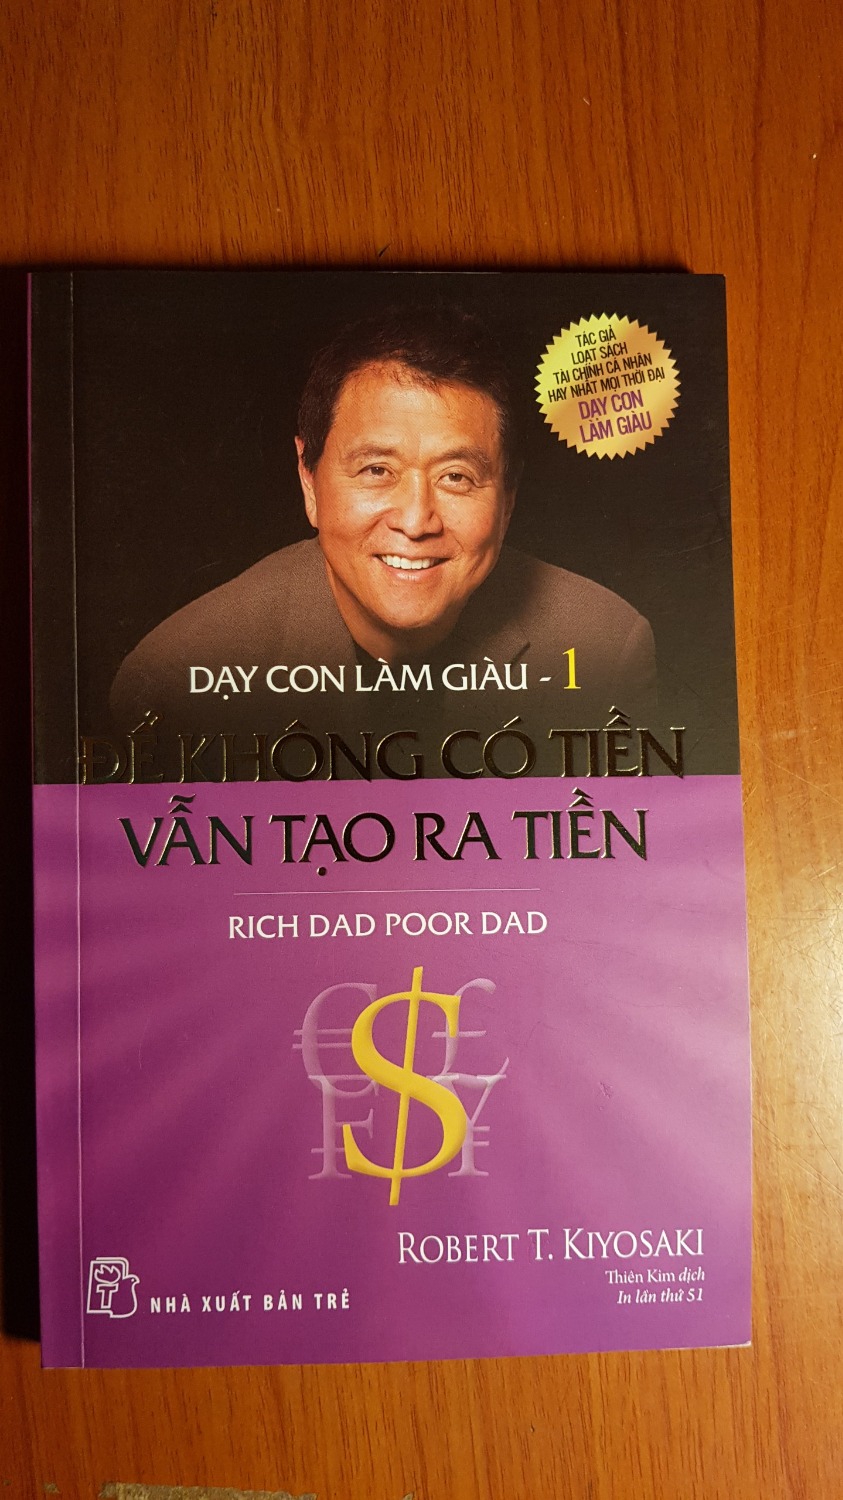 TÁC GIẢ
LOẠT SÁCH
TÀI CHÍNH CÁ NHÂN
HAY NHẤT MỌI THỜI ĐẠI
DẠY CON
LÀM GIÀU
DẠY CON LÀM GIÀU - 1
ĐỂ KHÔNG CÓ TIỀN
VẪN TẠO RA TIỀN
RICH DAD POOR DAD
€ £
$
F ¥
ROBERT T. KIYOSAKI
Thiên Kim dịch
In lần thứ 51
T
NHÀ XUẤT BẢN TRẺ